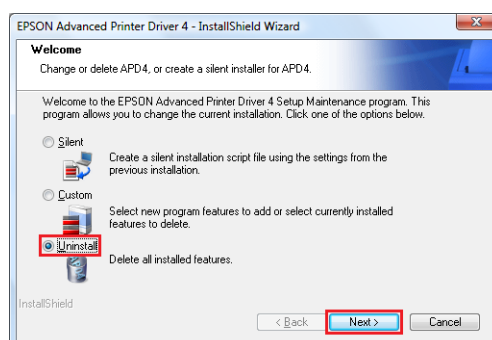 EPSON Advanced Printer Driver 4 - InstallShield Wizard
Welcome
Change or delete APD4, or create a silent installer for APD4.
Welcome to the EPSON Advanced Printer Driver 4 Setup Maintenance program. This
program allows you to change the current installation. Click one of the options below.
Silent
Create a silent installation script file using the settings from the
previous installation.
Custom
Select new program features to add or select currently installed
features to delete.
Uninstall
Delete all installed features.
InstallShield
< Back
Next >
Cancel